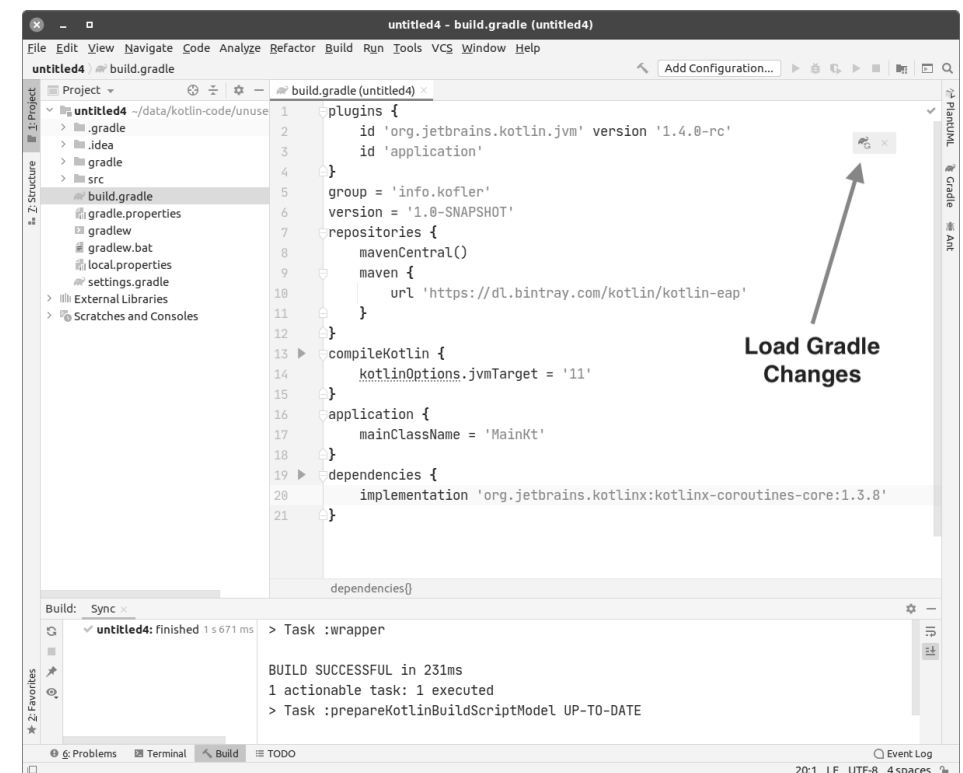 untitled4 – build.gradle (untitled4)
File Edit View Navigate Code Analyze Refactor Build Run Tools VCS Window Help
untitled4 build.gradle Add Configuration...
1: Project
7: Structure
2: Favorites
Project
untitled4 ~/data/kotlin-code/unuse
.gradle
.idea
gradle
src
build.gradle
gradle.properties
gradlew
gradlew.bat
local.properties
settings.gradle
External Libraries
Scratches and Consoles
build.gradle (untitled4)
1 plugins {
2 id 'org.jetbrains.kotlin.jvm' version '1.4.0-rc'
3 id 'application'
4 }
5 group = 'info.kofler'
6 version = '1.0-SNAPSHOT'
7 repositories {
8 mavenCentral()
9 maven {
10 url 'https://dl.bintray.com/kotlin/kotlin-eap'
11 }
12 }
13 compileKotlin {
14 kotlinOptions.jvmTarget = '11'
15 }
16 application {
17 mainClassName = 'MainKt'
18 }
19 dependencies {
20 implementation 'org.jetbrains.kotlinx:kotlinx-coroutines-core:1.3.8'
21 }
dependencies{}
Load Gradle
Changes
PlantUML
Gradle
Ant
Build: Sync
untitled4: finished 1 s 671 ms
> Task :wrapper
BUILD SUCCESSFUL in 231ms
1 actionable task: 1 executed
> Task :prepareKotlinBuildScriptModel UP-TO-DATE
6: Problems Terminal Build TODO Event Log
20:1 LF UTF-8 4 spaces